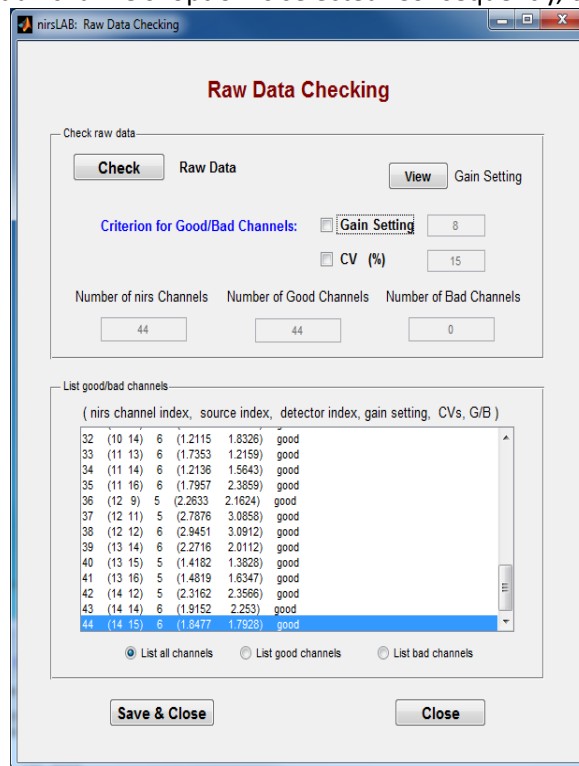 nirsLAB: Raw Data Checking
Raw Data Checking
Check raw data
Check Raw Data View Gain Setting
Criterion for Good/Bad Channels: Gain Setting 8
CV (%) 15
Number of nirs Channels Number of Good Channels Number of Bad Channels
44 44 0
List good/bad channels
( nirs channel index, source index, detector index, gain setting, CVs, G/B )
32 (10 14) 6 (1.2115 1.8326) good
33 (11 13) 6 (1.7353 1.2159) good
34 (11 14) 6 (1.2136 1.5643) good
35 (11 16) 6 (1.7957 2.3859) good
36 (12 9) 5 (2.2633 2.1624) good
37 (12 11) 5 (2.7876 3.0858) good
38 (12 12) 6 (2.9451 3.0912) good
39 (13 14) 6 (2.2716 2.0112) good
40 (13 15) 5 (1.4182 1.3828) good
41 (13 16) 5 (1.4819 1.6347) good
42 (14 12) 5 (2.3162 2.3566) good
43 (14 14) 6 (1.9152 2.253) good
44 (14 15) 6 (1.8477 1.7928) good
List all channels List good channels List bad channels
Save & Close Close